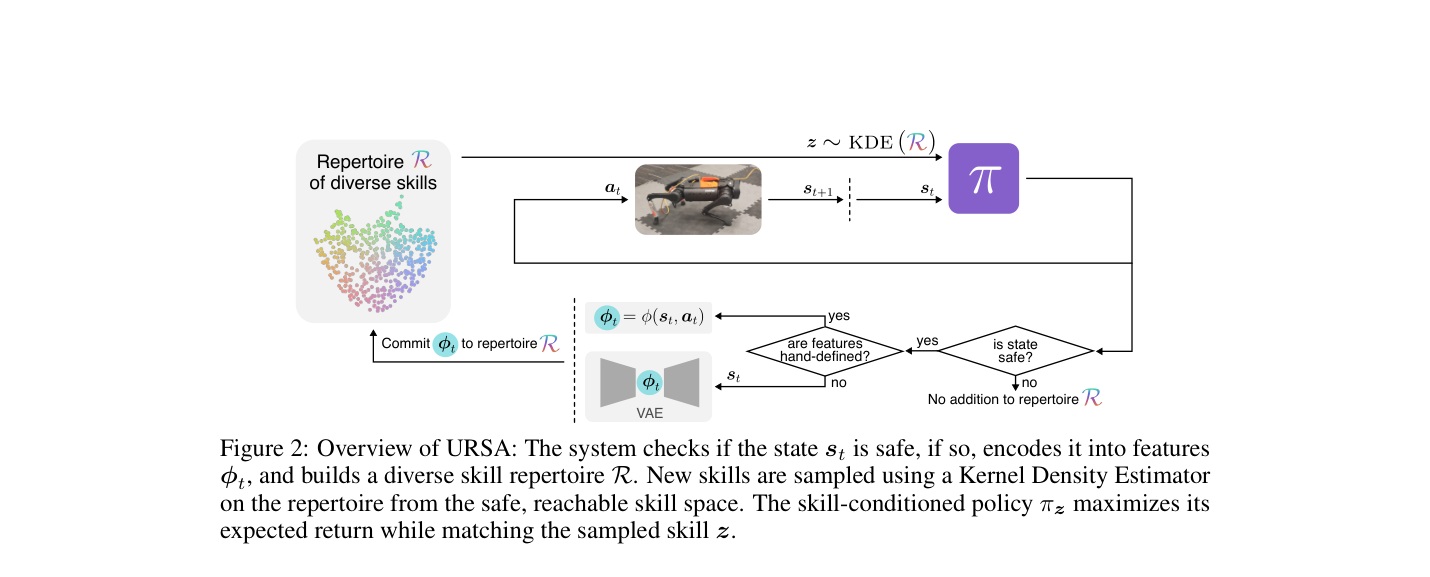 Repertoire ℛ
of diverse skills
z ∼ KDE (ℛ)
π
a_t
s_{t+1}
s_t
ϕ_t = ϕ(s_t, a_t)
yes
are features
hand-defined?
no
yes
is state
safe?
no
No addition to repertoire ℛ
s_t
ϕ_t
VAE
Commit ϕ_t to repertoire ℛ
Figure 2: Overview of URSA: The system checks if the state s_t is safe, if so, encodes it into features
ϕ_t, and builds a diverse skill repertoire ℛ. New skills are sampled using a Kernel Density Estimator
on the repertoire from the safe, reachable skill space. The skill-conditioned policy π_z maximizes its
expected return while matching the sampled skill z.